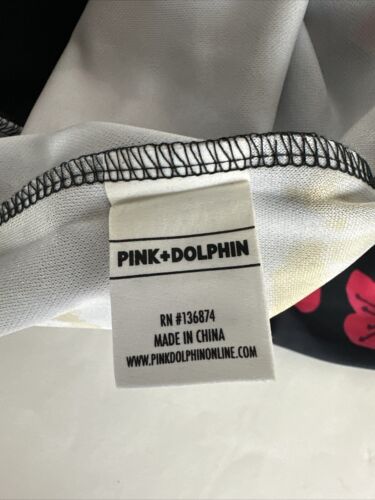 PINK+DOLPHIN
RN #136874
MADE IN CHINA
WWW.PINKDOLPHINONLINE.COM